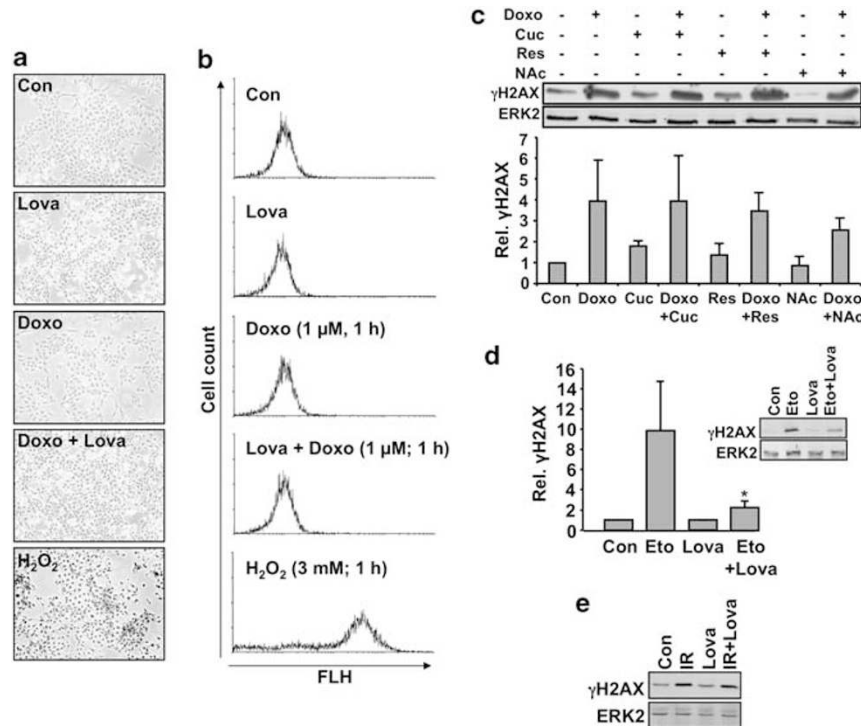 a
Con
Lova
Doxo
Doxo + Lova
H₂O₂
b
Cell count
Con
Lova
Doxo (1 µM, 1 h)
Lova + Doxo (1 µM; 1 h)
H₂O₂ (3 mM; 1 h)
FLH
c
Doxo - + - + - + - +
Cuc - - + + - - - -
Res - - - - + + - -
NAc - - - - - - + +
γH2AX
ERK2
Rel. γH2AX
7
6
5
4
3
2
1
0
Con Doxo Cuc Doxo +Cuc Res Doxo +Res NAc Doxo +NAc
d
Rel. γH2AX
16
14
12
10
8
6
4
2
0
*
Con Eto Lova Eto +Lova
Con Eto Lova Eto+Lova
γH2AX
ERK2
e
Con IR Lova IR+Lova
γH2AX
ERK2